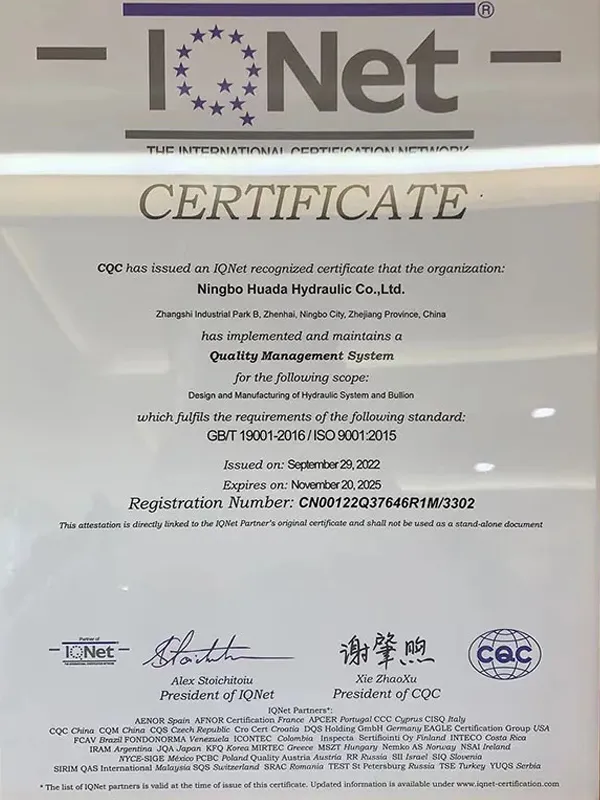 IQNet®
THE INTERNATIONAL CERTIFICATION NETWORK
CERTIFICATE
CQC has issued an IQNet recognized certificate that the organization:
Ningbo Huada Hydraulic Co.,Ltd.
Zhangshi Industrial Park B, Zhenhai, Ningbo City, Zhejiang Province, China
has implemented and maintains a
Quality Management System
for the following scope:
Design and Manufacturing of Hydraulic System and Bullion
which fulfils the requirements of the following standard:
GB/T 19001-2016 / ISO 9001:2015
Issued on: September 29, 2022
Expires on: November 20, 2025
Registration Number: CN00122Q37646R1M/3302
This attestation is directly linked to the IQNet Partner's original certificate and shall not be used as a stand-alone document
Partner of
IQNet
THE INTERNATIONAL CERTIFICATION NETWORK
谢肇煦
CQC
Alex Stoichitoiu
President of IQNet
Xie ZhaoXu
President of CQC
IQNet Partners*:
AENOR Spain AFNOR Certification France APCER Portugal CCC Cyprus CISQ Italy
CQC China CQM China CQS Czech Republic Cro Cert Croatia DQS Holding GmbH Germany EAGLE Certification Group USA
FCAV Brazil FONDONORMA Venezuela ICONTEC Colombia Inspecta Sertifiointi Oy Finland INTECO Costa Rica
IRAM Argentina JQA Japan KFQ Korea MIRTEC Greece MSZT Hungary Nemko AS Norway NSAI Ireland
NYCE-SIGE México PCBC Poland Quality Austria Austria RR Russia SII Israel SIQ Slovenia
SIRIM QAS International Malaysia SQS Switzerland SRAC Romania TEST St Petersburg Russia TSE Turkey YUQS Serbia
* The list of IQNet partners is valid at the time of issue of this certificate. Updated information is available under www.iqnet-certification.com